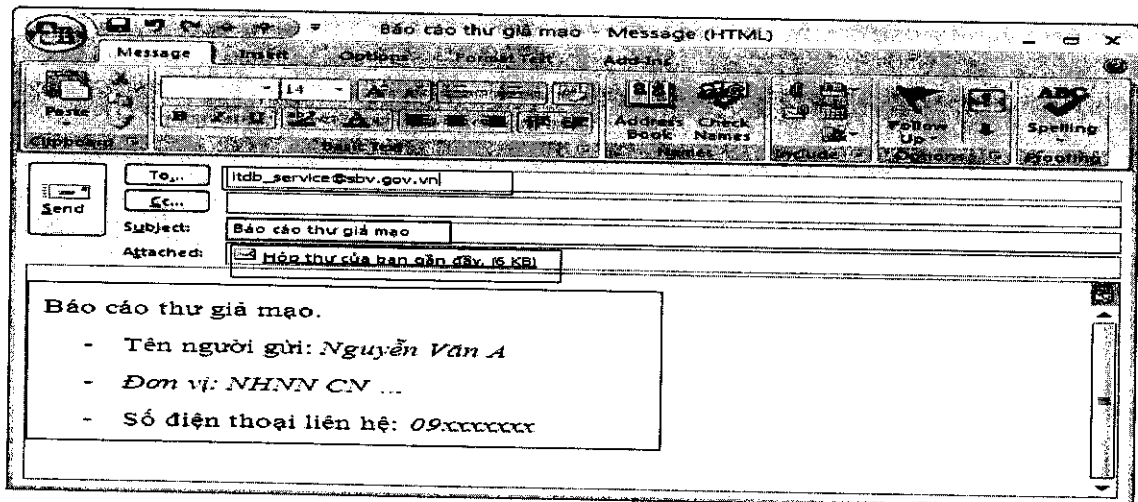 Báo cáo thư giả mạo - Message (HTML)
Message Insert Options Format Text Add-Ins
14
Paste
B I U
Address Book Check Names
Follow Up
ABC
Spelling
Clipboard Basic Text Names Include Options Proofing
Send
To... itdb_service@sbv.gov.vn
Cc...
Subject: Báo cáo thư giả mạo
Attached: Hộp thư của bạn gần đầy. (6 KB)
Báo cáo thư giả mạo.
- Tên người gửi: Nguyễn Văn A
- Đơn vị: NHNN CN ...
- Số điện thoại liên hệ: 09xxxxxxx